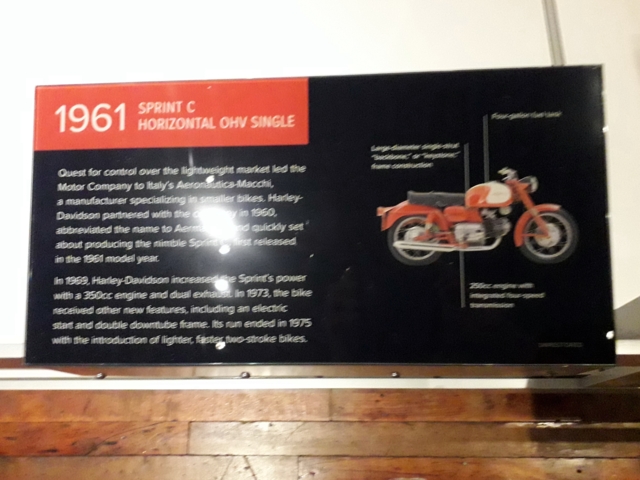 1961 SPRINT C
HORIZONTAL OHV SINGLE
Quest for control over the lightweight market led the
Motor Company to Italy's Aeronautica-Macchi,
a manufacturer specializing in smaller bikes. Harley-
Davidson partnered with the in 1960,
abbreviated the name to and quickly set
about producing the nimble Sprint first released
in the 1961 model year.
In 1969, Harley-Davidson increased the Sprint's power
with a 350cc engine and dual exhaust. In 1973, the bike
received other new features, including an electric
start and double downtube frame. Its run ended in 1975
with the introduction of lighter, faster two-stroke bikes.
Four-gallon fuel tank
Large-diameter single-strut
"backbone," or "keystone,"
frame construction
250cc engine with
integrated four-speed
transmission